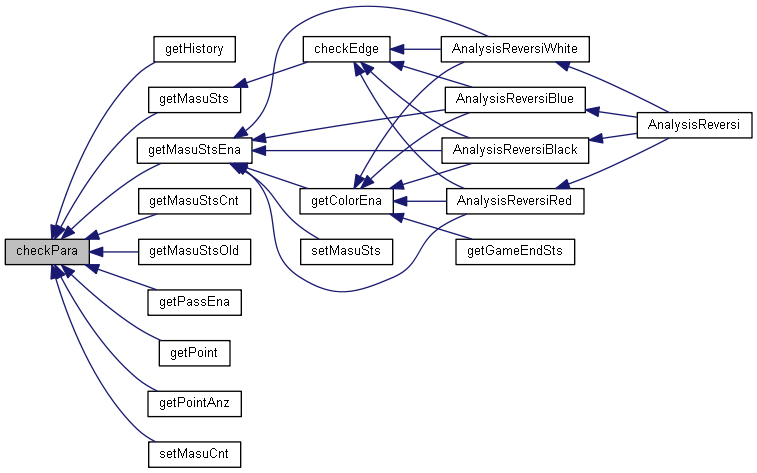 getHistory
checkEdge
AnalysisReversiWhite
getMasuSts
AnalysisReversiBlue
AnalysisReversi
getMasuStsEna
AnalysisReversiBlack
getMasuStsCnt
getColorEna
AnalysisReversiRed
checkPara
getMasuStsOld
setMasuSts
getGameEndSts
getPassEna
getPoint
getPointAnz
setMasuCnt